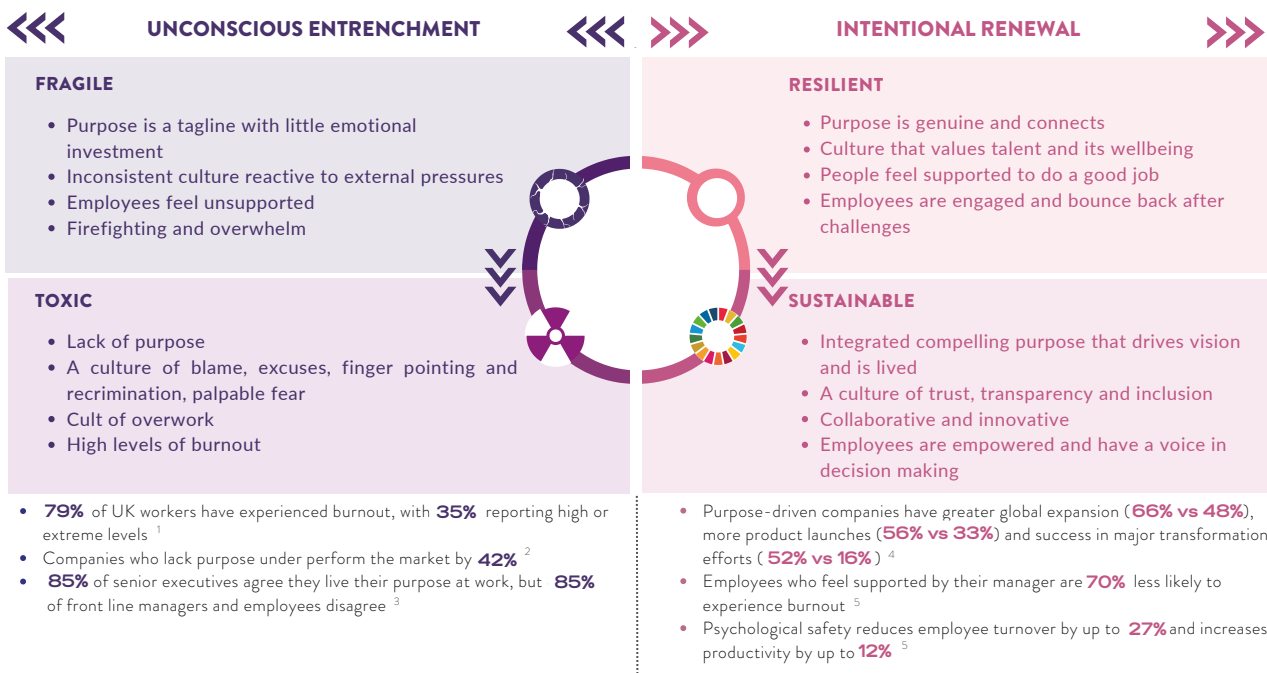 UNCONSCIOUS ENTRENCHMENT
FRAGILE
• Purpose is a tagline with little emotional
investment
• Inconsistent culture reactive to external pressures
• Employees feel unsupported
• Firefighting and overwhelm
TOXIC
• Lack of purpose
• A culture of blame, excuses, finger pointing and
recrimination, palpable fear
• Cult of overwork
• High levels of burnout
• 79% of UK workers have experienced burnout, with 35% reporting high or
extreme levels 1
• Companies who lack purpose under perform the market by 42% 2
• 85% of senior executives agree they live their purpose at work, but 85%
of front line managers and employees disagree 3
INTENTIONAL RENEWAL
RESILIENT
• Purpose is genuine and connects
• Culture that values talent and its wellbeing
• People feel supported to do a good job
• Employees are engaged and bounce back after
challenges
SUSTAINABLE
• Integrated compelling purpose that drives vision
and is lived
• A culture of trust, transparency and inclusion
• Collaborative and innovative
• Employees are empowered and have a voice in
decision making
• Purpose-driven companies have greater global expansion (66% vs 48%),
more product launches (56% vs 33%) and success in major transformation
efforts ( 52% vs 16% ) 4
• Employees who feel supported by their manager are 70% less likely to
experience burnout 5
• Psychological safety reduces employee turnover by up to 27% and increases
productivity by up to 12% 5